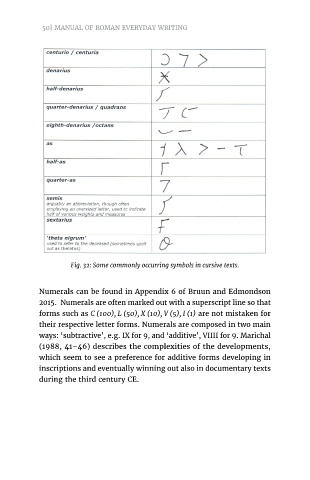 50| MANUAL OF ROMAN EVERYDAY WRITING
centurio / centuria
denarius
half-denarius
quarter-denarius / quadrans
eighth-denarius /octans
as
half-as
quarter-as
semis
arguably an abbreviation, though often
employing an oversized letter, used to indicate
half of various weights and measures
sextarius
'theta nigrum'
used to refer to the deceased (sometimes spelt
out as thetatus)
Fig. 32: Some commonly occurring symbols in cursive texts.
Numerals can be found in Appendix 6 of Bruun and Edmondson
2015. Numerals are often marked out with a superscript line so that
forms such as C (100), L (50), X (10), V (5), I (1) are not mistaken for
their respective letter forms. Numerals are composed in two main
ways: ‘subtractive’, e.g. IX for 9, and ‘additive’, VIIII for 9. Marichal
(1988, 41–46) describes the complexities of the developments,
which seem to see a preference for additive forms developing in
inscriptions and eventually winning out also in documentary texts
during the third century CE.